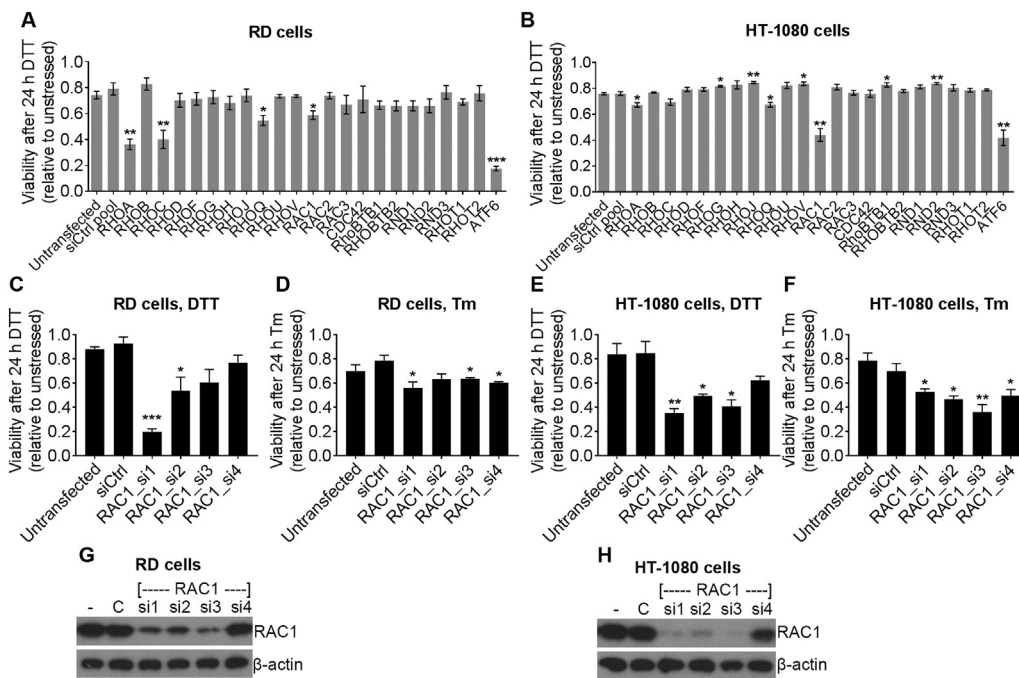 A
RD cells
Viability after 24 h DTT
(relative to unstressed)
1.0
0.8
0.6
0.4
0.2
0.0
** ** * * ***
Untransfected
siCtrl pool
RHOA
RHOB
RHOC
RHOD
RHOF
RHOG
RHOH
RHOJ
RHOQ
RHOU
RHOV
RAC1
RAC2
RAC3
CDC42
RhoBTB1
RHOBTB2
RND1
RND2
RND3
RHOT1
RHOT2
ATF6
B
HT-1080 cells
Viability after 24 h DTT
(relative to unstressed)
1.0
0.8
0.6
0.4
0.2
0.0
* * ** * * ** * ** **
Untransfected
siCtrl pool
RHOA
RHOB
RHOC
RHOD
RHOF
RHOG
RHOH
RHOJ
RHOQ
RHOU
RHOV
RAC1
RAC2
RAC3
CDC42
RhoBTB1
RHOBTB2
RND1
RND2
RND3
RHOT1
RHOT2
ATF6
C
RD cells, DTT
Viability after 24 h DTT
(relative to unstressed)
1.0
0.8
0.6
0.4
0.2
0.0
*** *
Untransfected
siCtrl
RAC1_si1
RAC1_si2
RAC1_si3
RAC1_si4
D
RD cells, Tm
Viability after 24 h Tm
(relative to unstressed)
1.0
0.8
0.6
0.4
0.2
0.0
* * *
Untransfected
siCtrl
RAC1_si1
RAC1_si2
RAC1_si3
RAC1_si4
E
HT-1080 cells, DTT
Viability after 24 h DTT
(relative to unstressed)
1.0
0.8
0.6
0.4
0.2
0.0
** * *
Untransfected
siCtrl
RAC1_si1
RAC1_si2
RAC1_si3
RAC1_si4
F
HT-1080 cells, Tm
Viability after 24 h Tm
(relative to unstressed)
1.0
0.8
0.6
0.4
0.2
0.0
* * ** *
Untransfected
siCtrl
RAC1_si1
RAC1_si2
RAC1_si3
RAC1_si4
G
RD cells
[----- RAC1 ----]
- C si1 si2 si3 si4
RAC1
β-actin
H
HT-1080 cells
[----- RAC1 ----]
- C si1 si2 si3 si4
RAC1
β-actin